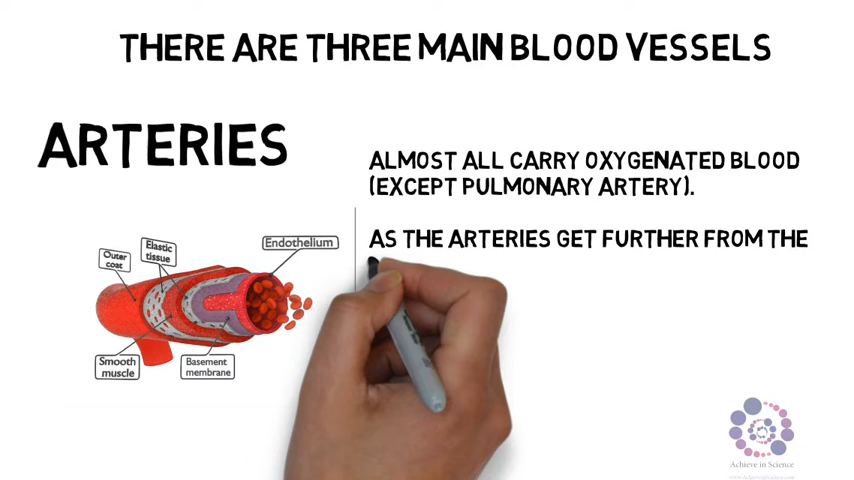 THERE ARE THREE MAIN BLOOD VESSELS
ARTERIES
ALMOST ALL CARRY OXYGENATED BLOOD
(EXCEPT PULMONARY ARTERY).
AS THE ARTERIES GET FURTHER FROM THE
Outer
coat
Elastic
tissue
Endothelium
Smooth
muscle
Basement
membrane
Achieve in Science